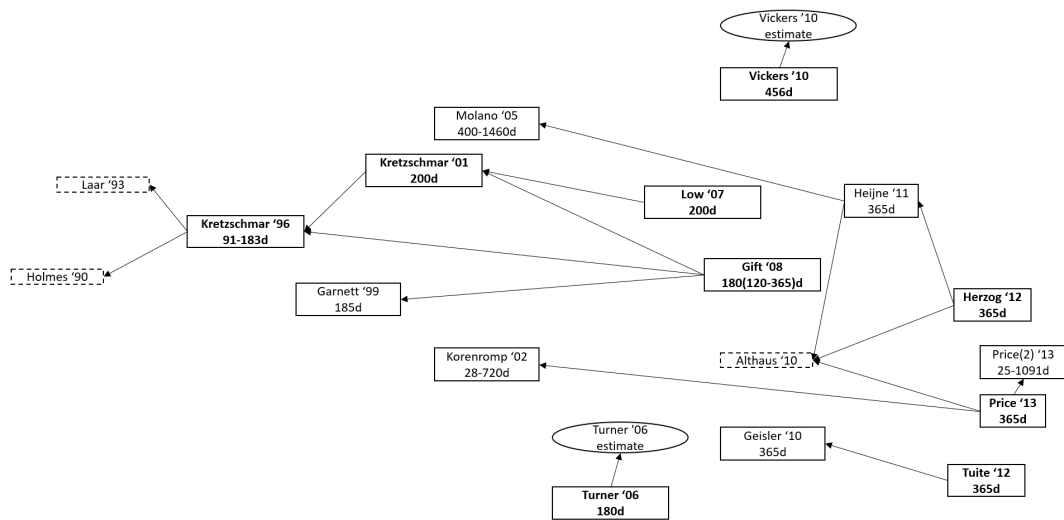 Vickers '10
estimate
Vickers '10
456d
Molano '05
400-1460d
Kretzschmar '01
200d
Laar '93
Low '07
200d
Heijne '11
365d
Kretzschmar '96
91-183d
Holmes '90
Gift '08
180(120-365)d
Garnett '99
185d
Herzog '12
365d
Korenromp '02
28-720d
Althaus '10
Price(2) '13
25-1091d
Price '13
365d
Turner '06
estimate
Geisler '10
365d
Tuite '12
365d
Turner '06
180d